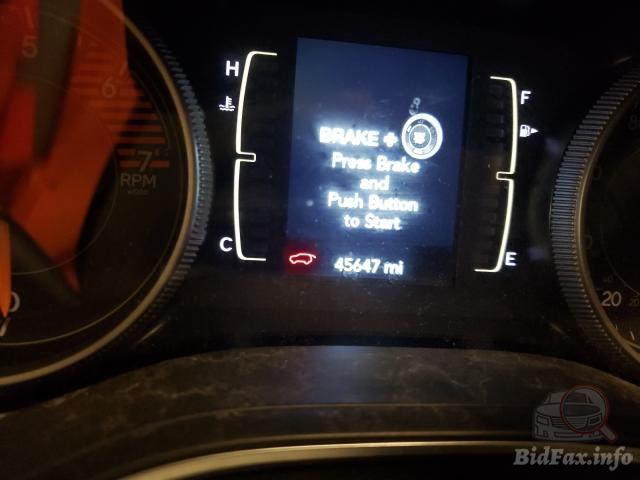 5
6
7
RPM
x1000
H
C
BRAKE +
Press Brake
and
Push Button
to Start
45647 mi
F
E
20
BidFax.info